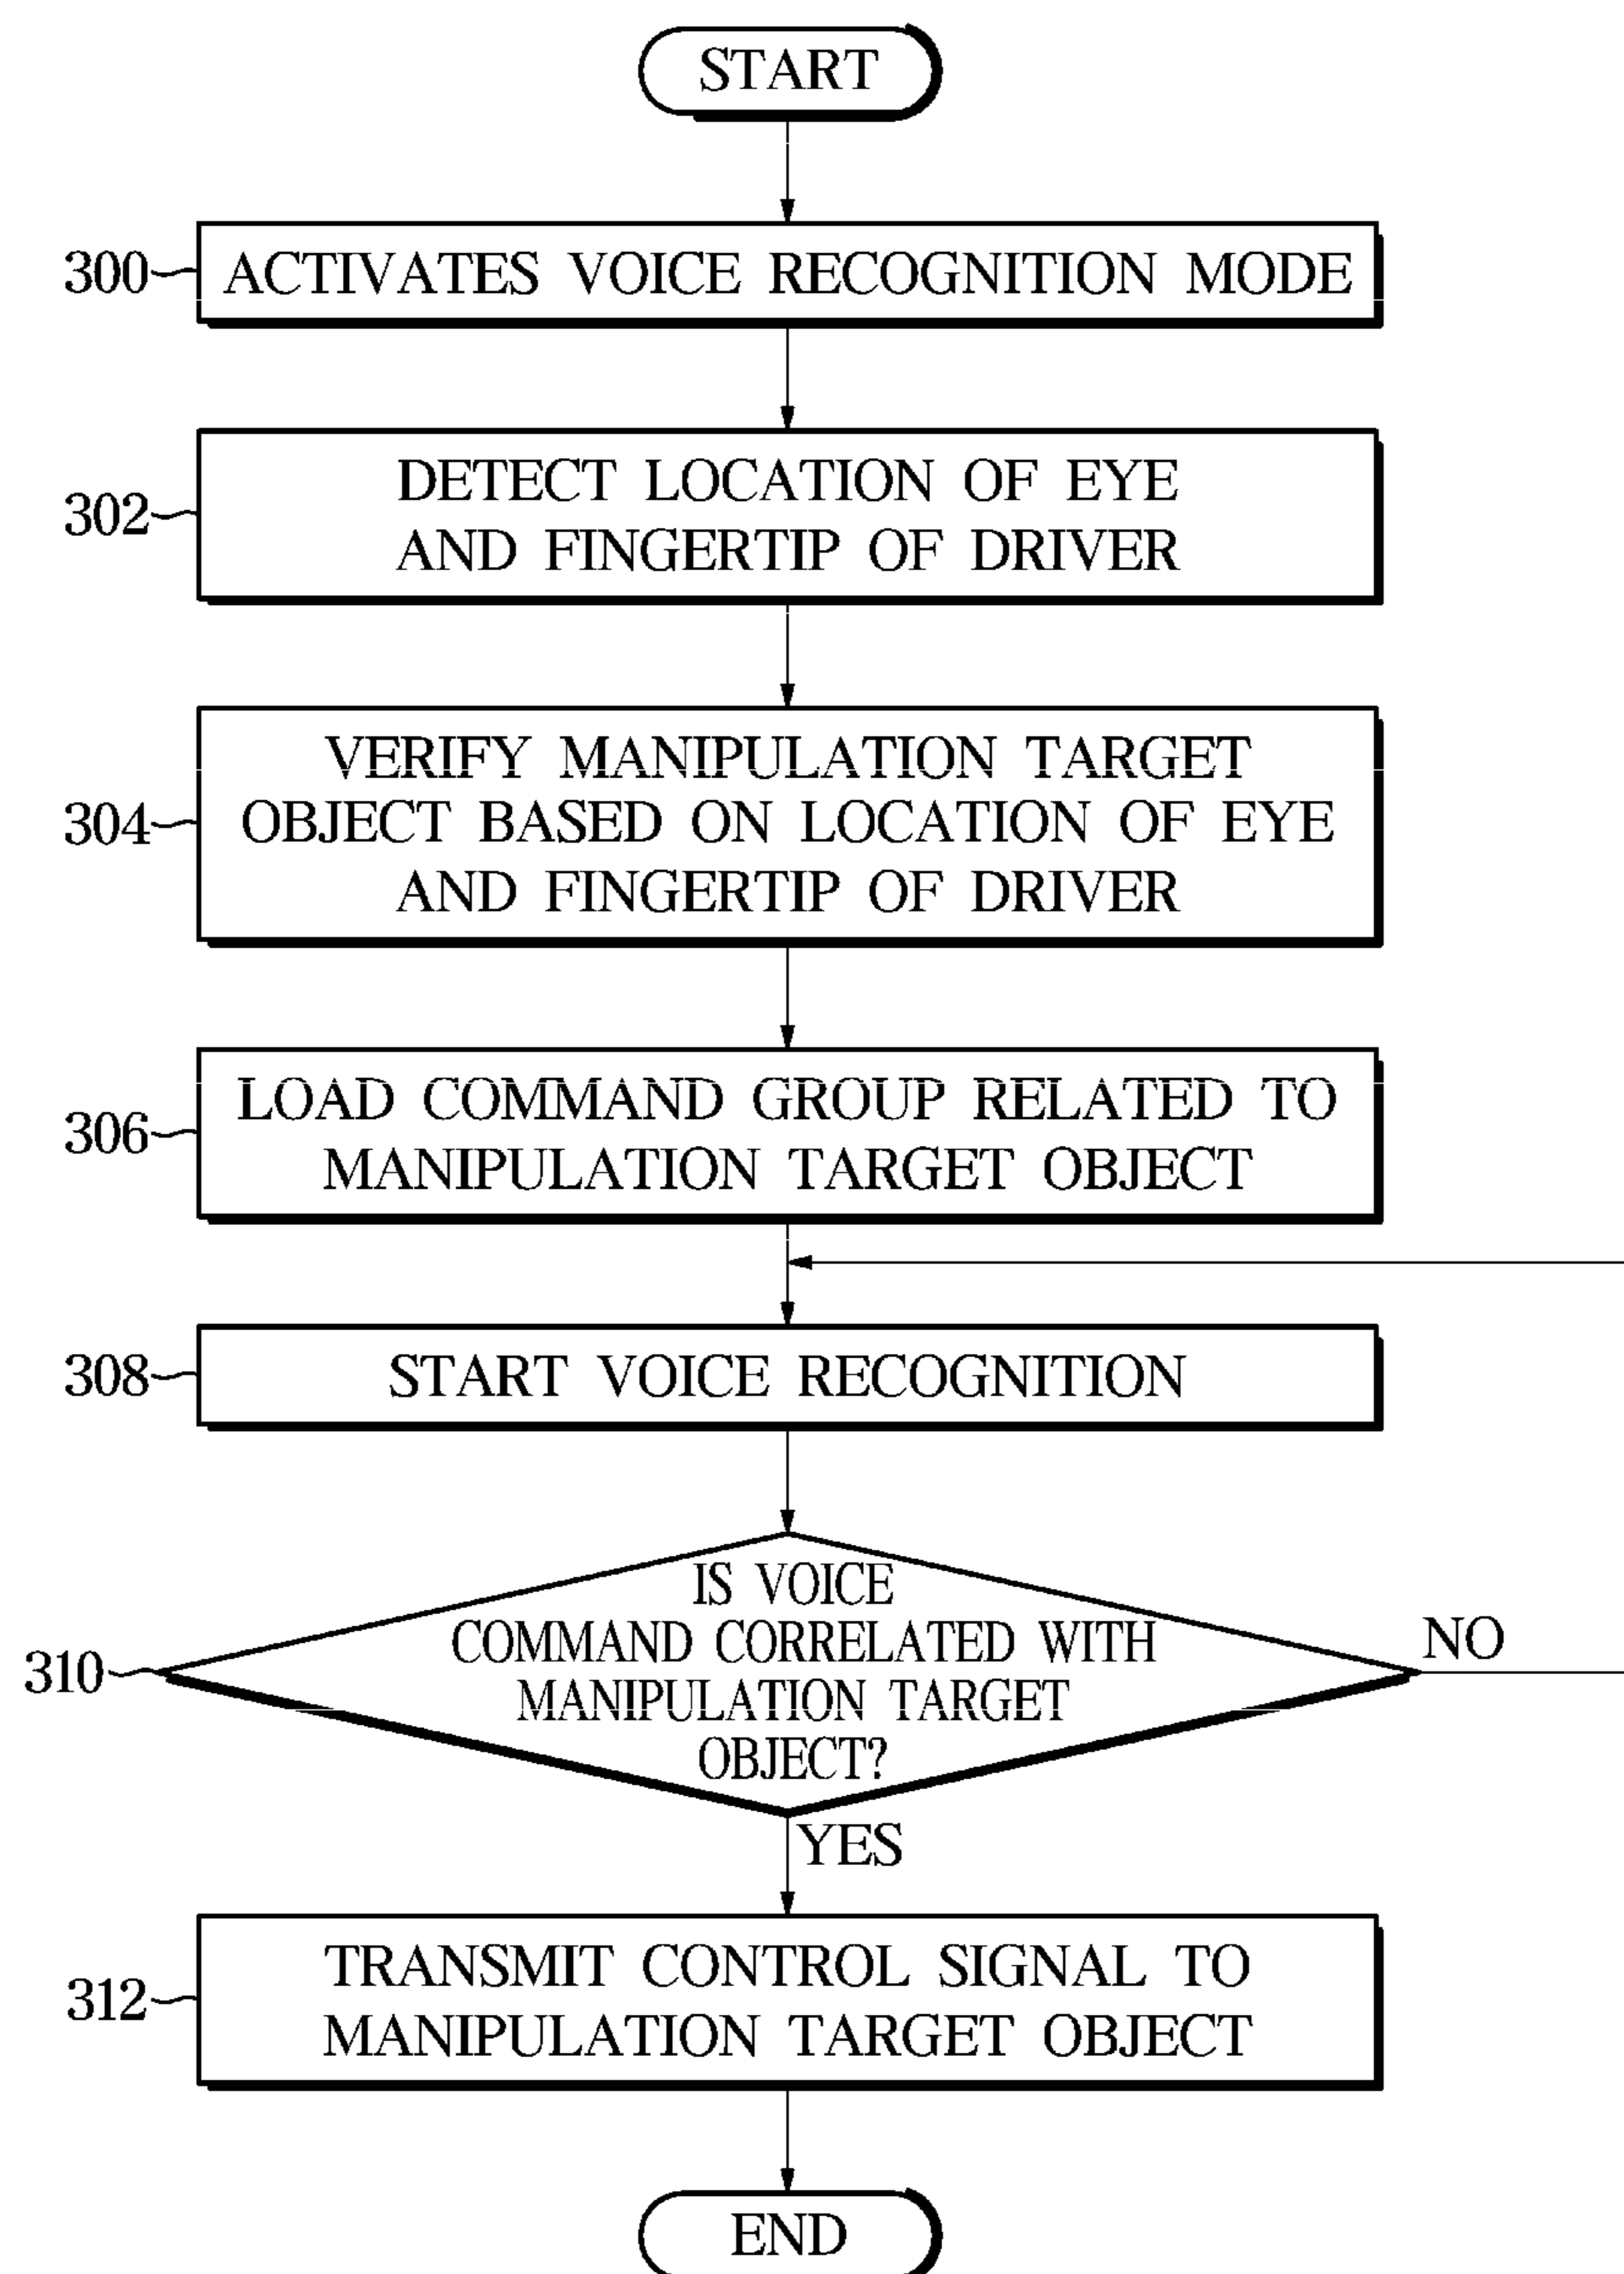 START
300
ACTIVATES VOICE RECOGNITION MODE
302
DETECT LOCATION OF EYE
AND FINGERTIP OF DRIVER
304
VERIFY MANIPULATION TARGET
OBJECT BASED ON LOCATION OF EYE
AND FINGERTIP OF DRIVER
306
LOAD COMMAND GROUP RELATED TO
MANIPULATION TARGET OBJECT
308
START VOICE RECOGNITION
310
IS VOICE
COMMAND CORRELATED WITH
MANIPULATION TARGET
OBJECT?
NO
YES
312
TRANSMIT CONTROL SIGNAL TO
MANIPULATION TARGET OBJECT
END